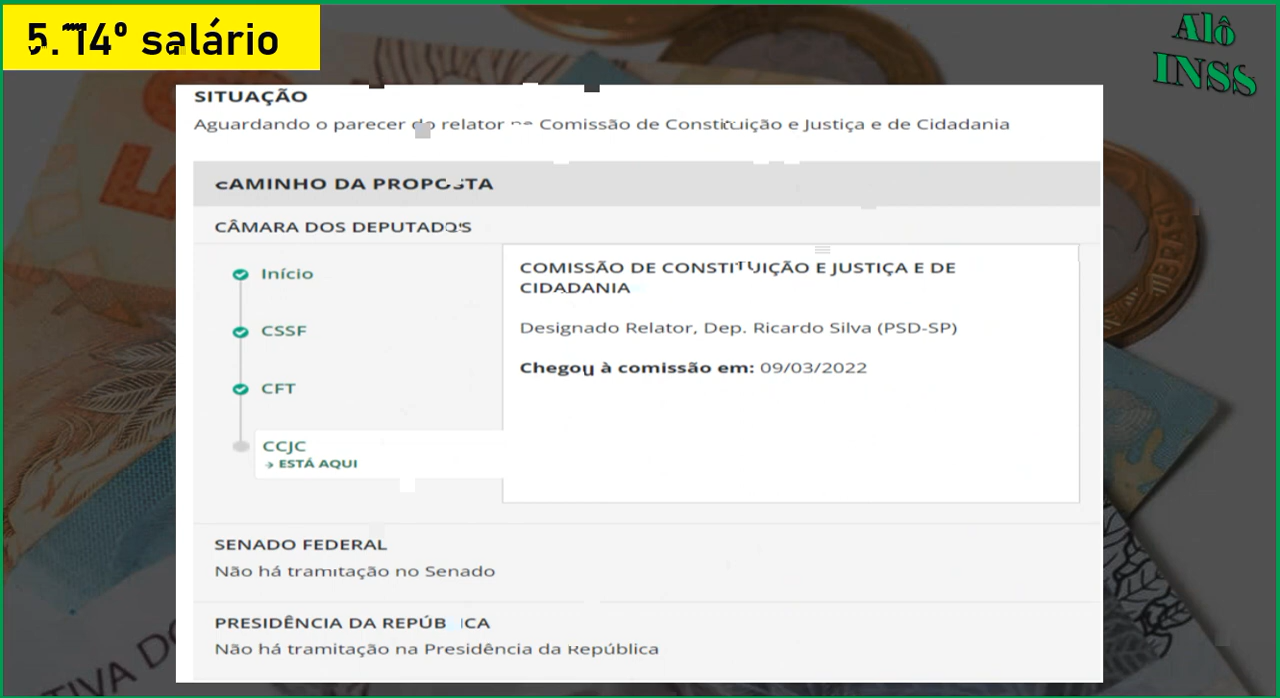 5. 14º salário
Alô
INSS
SITUAÇÃO
Aguardando o parecer do relator na Comissão de Constituição e Justiça e de Cidadania
CAMINHO DA PROPOSTA
CÂMARA DOS DEPUTADOS
Início
CSSF
CFT
CCJC
→ ESTÁ AQUI
COMISSÃO DE CONSTITUIÇÃO E JUSTIÇA E DE
CIDADANIA
Designado Relator, Dep. Ricardo Silva (PSD-SP)
Chegou à comissão em: 09/03/2022
SENADO FEDERAL
Não há tramitação no Senado
PRESIDÊNCIA DA REPÚBLICA
Não há tramitação na Presidência da República